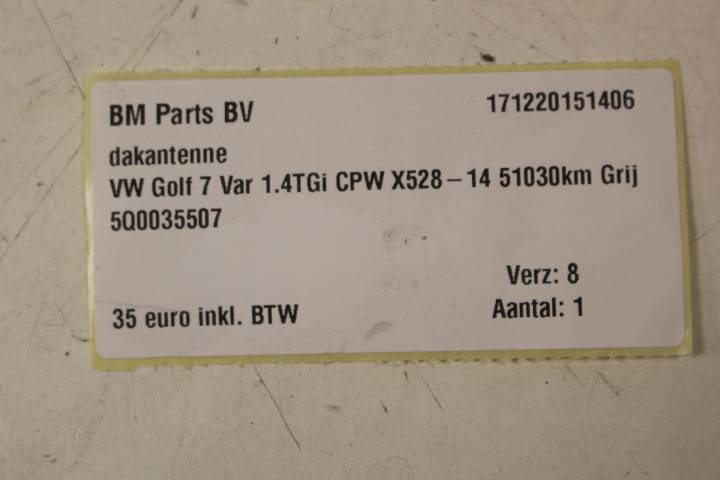 BM Parts BV 171220151406
dakantenne
VW Golf 7 Var 1.4TGi CPW X528-14 51030km Grij
5Q0035507
Verz: 8
35 euro inkl. BTW Aantal: 1